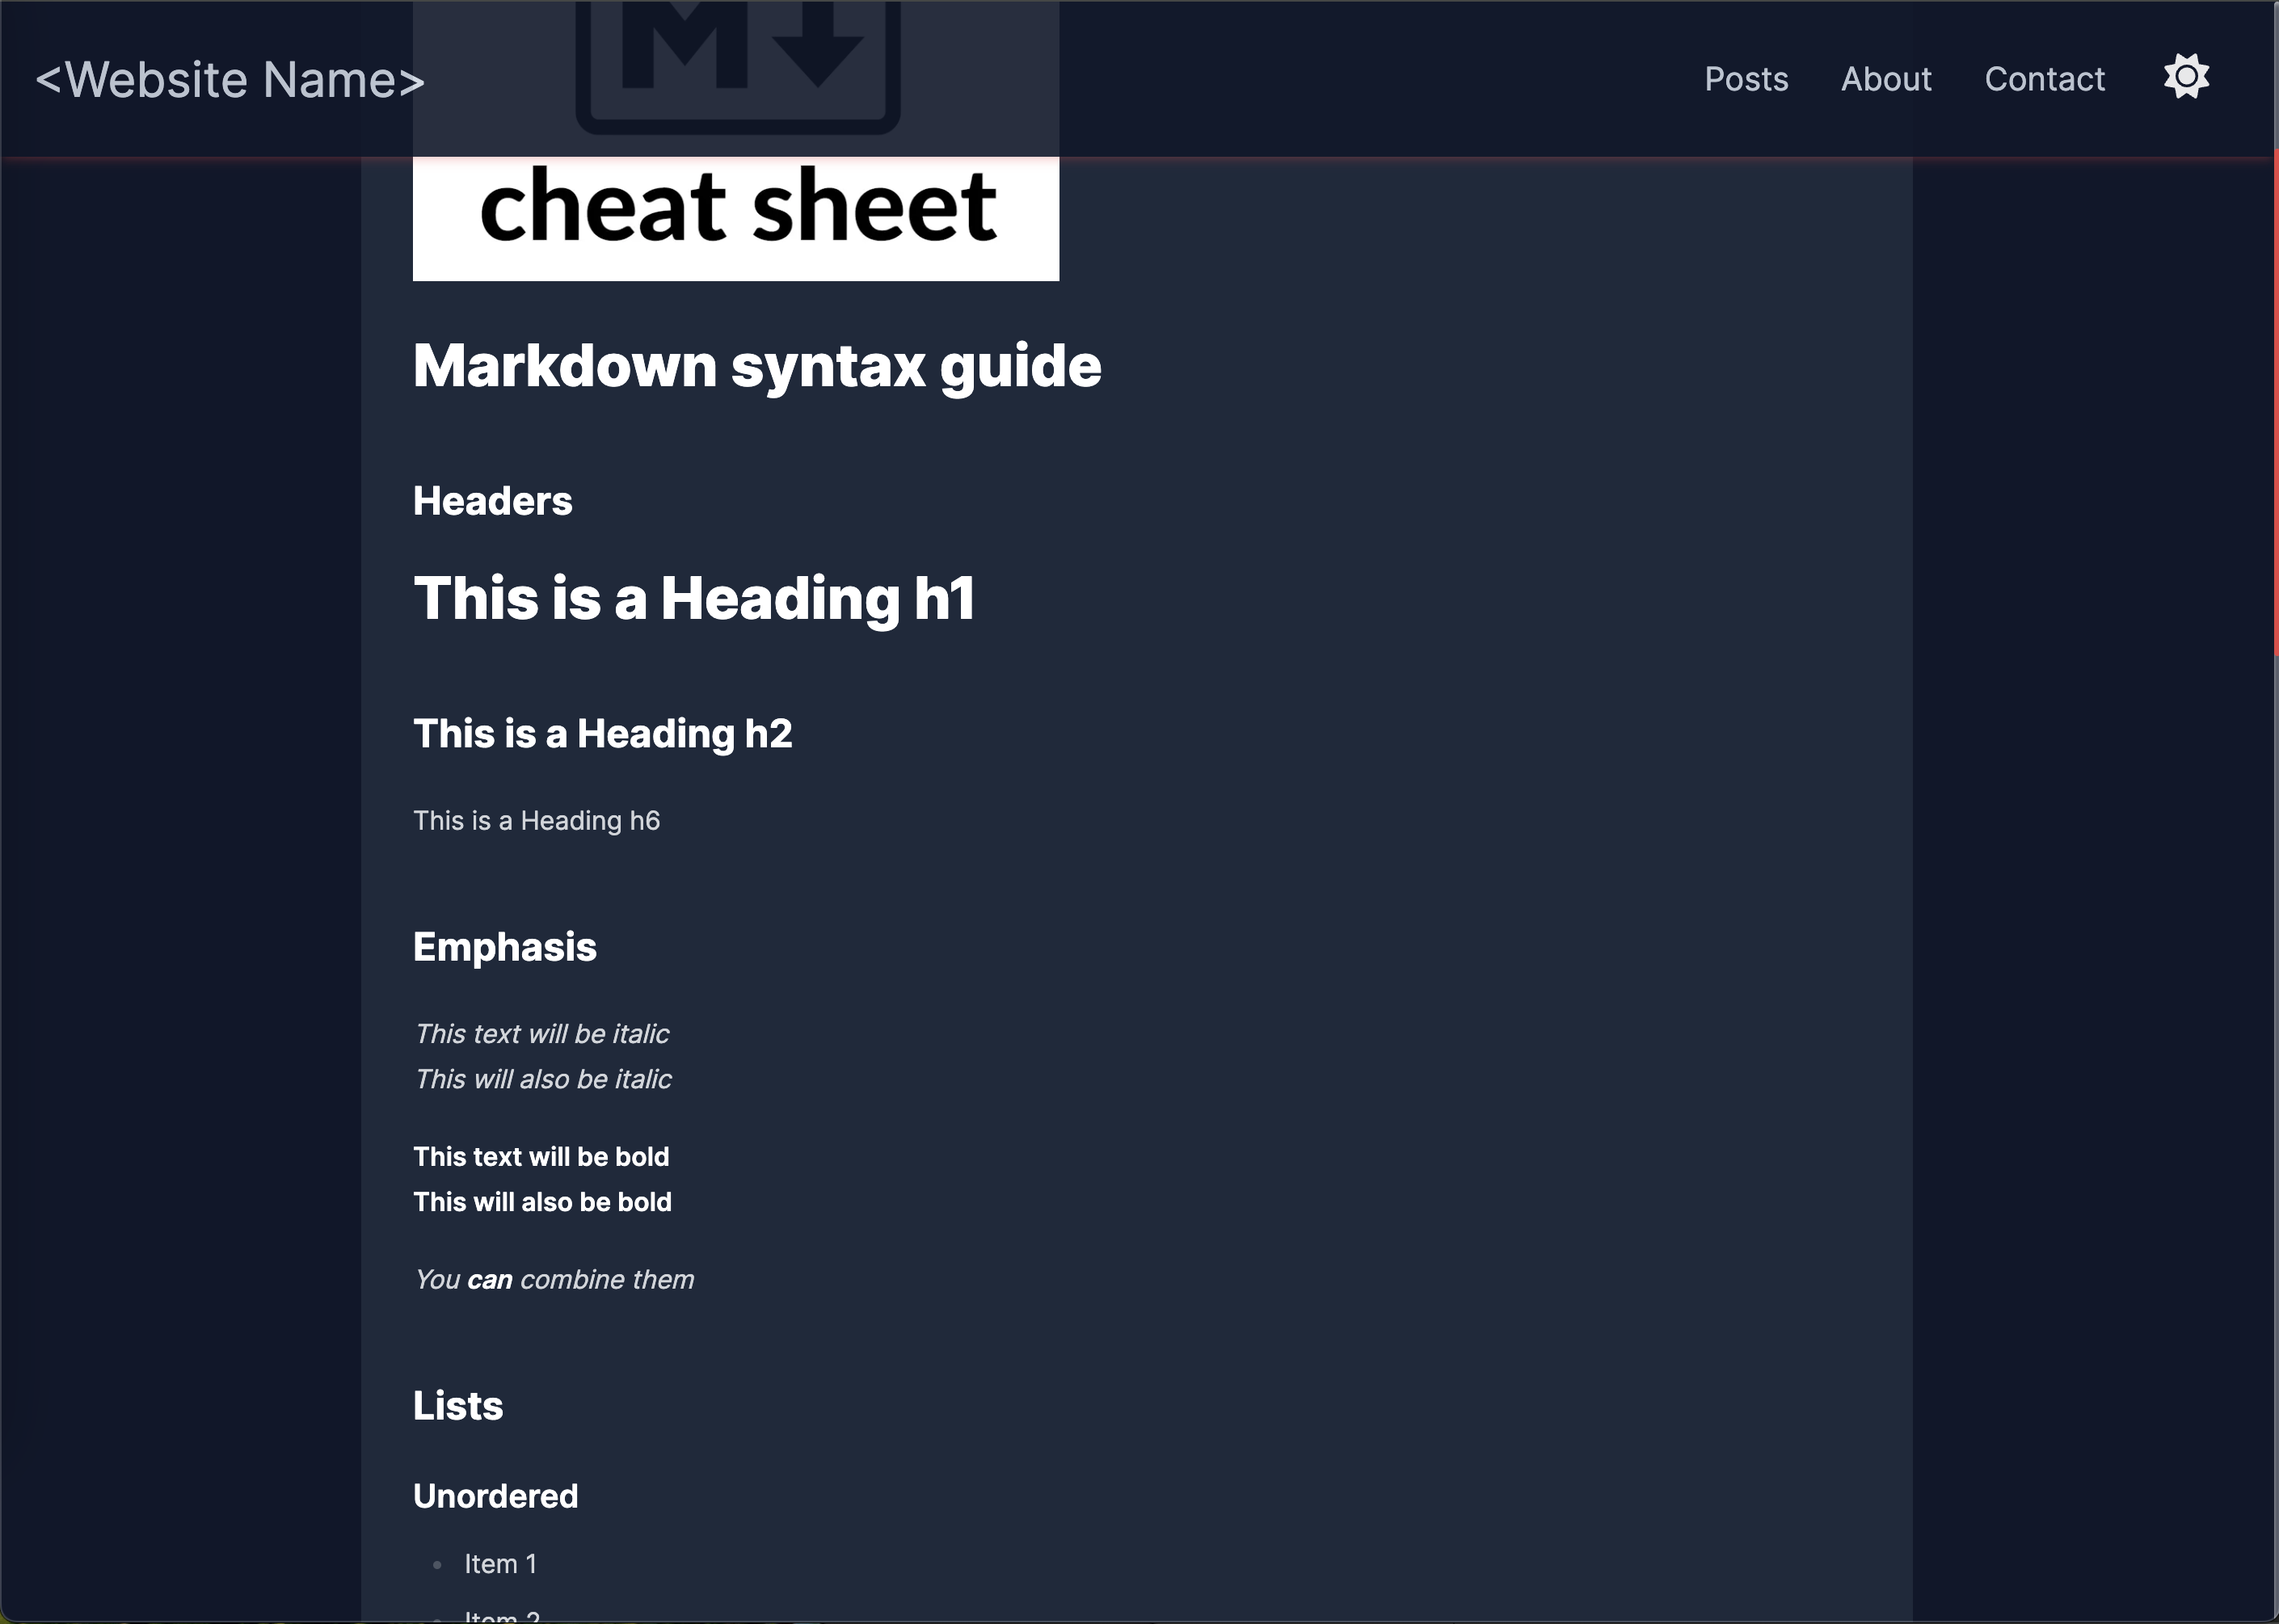 <Website Name>
Posts About Contact
M
cheat sheet
Markdown syntax guide
Headers
This is a Heading h1
This is a Heading h2
This is a Heading h6
Emphasis
This text will be italic
This will also be italic
This text will be bold
This will also be bold
You can combine them
Lists
Unordered
Item 1
Item 2